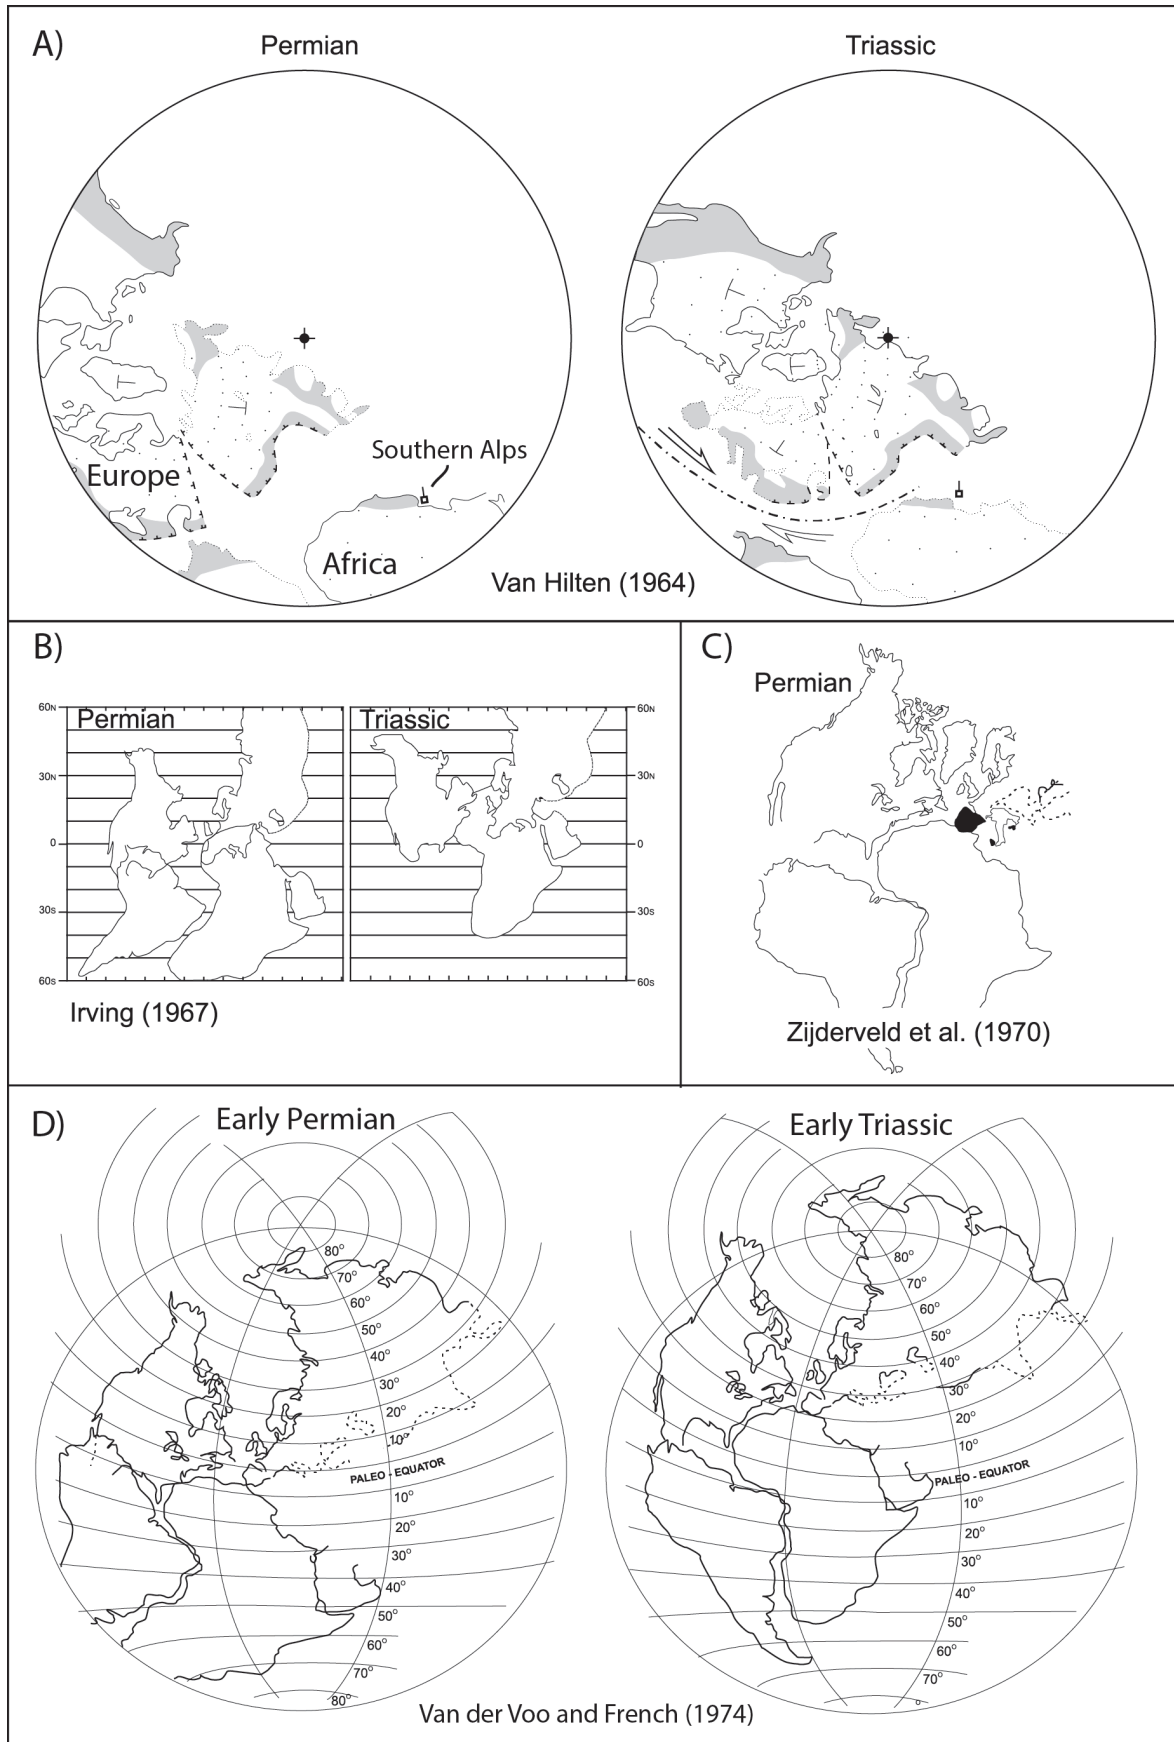 A)
Permian
Triassic
Southern Alps
Europe
Africa
Van Hilten (1964)
B)
60N
Permian
Triassic
60N
30N
30N
0
0
30S
30S
60S
60S
Irving (1967)
C)
Permian
Zijderveld et al. (1970)
D)
Early Permian
80°
70°
60°
50°
40°
30°
20°
10°
PALEO - EQUATOR
10°
20°
30°
40°
50°
60°
70°
80°
Early Triassic
80°
70°
60°
50°
40°
30°
20°
10°
PALEO - EQUATOR
10°
20°
30°
40°
50°
60°
70°
°
Van der Voo and French (1974)